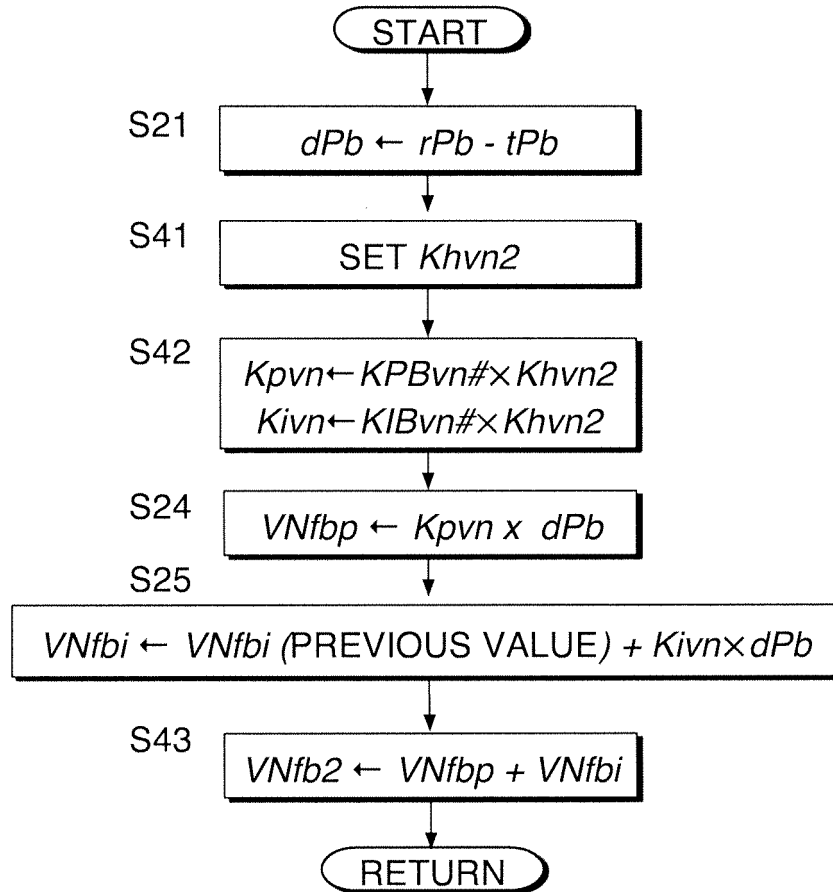 START
S21
dPb ← rPb - tPb
S41
SET Khvn2
S42
Kpvn←KPBvn#×Khvn2
Kivn←KIBvn#×Khvn2
S24
VNfbp ← Kpvn x dPb
S25
VNfbi ← VNfbi (PREVIOUS VALUE) + Kivn×dPb
S43
VNfb2 ← VNfbp + VNfbi
RETURN